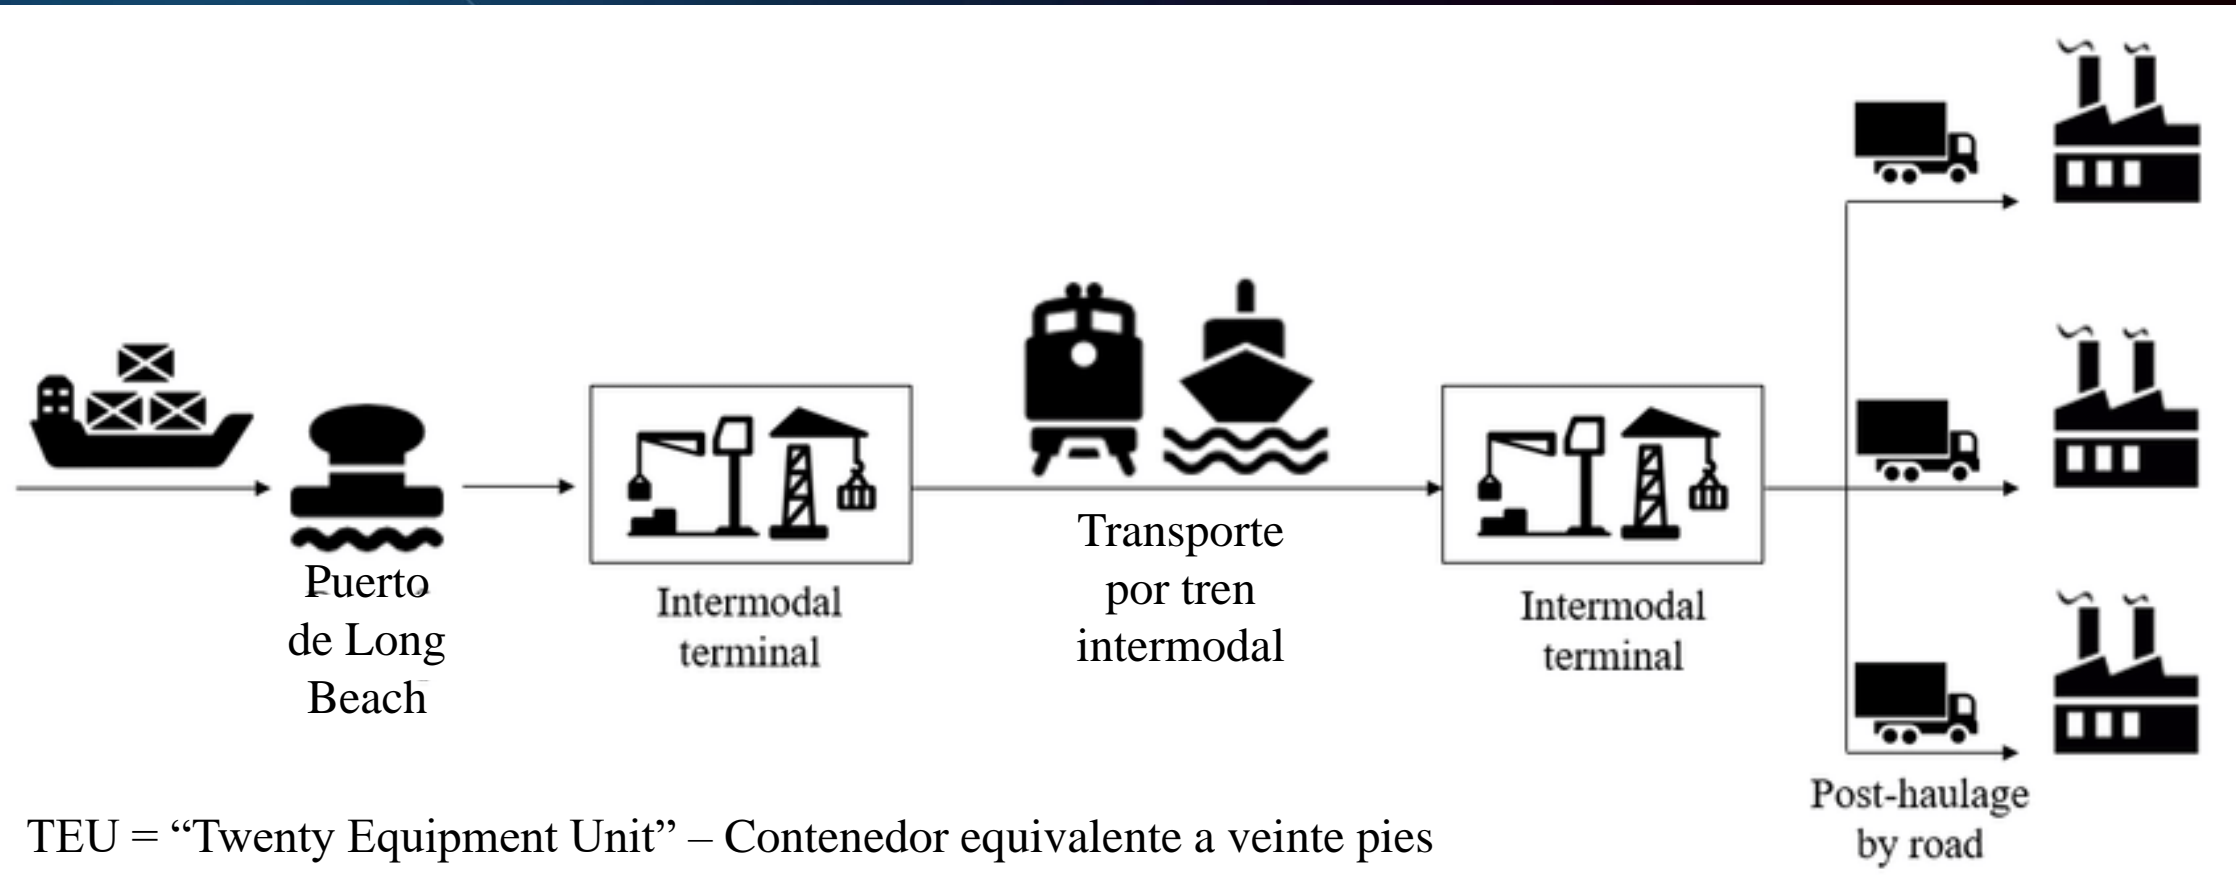 Puerto
de Long
Beach
Intermodal
terminal
Transporte
por tren
intermodal
Intermodal
terminal
Post-haulage
by road
TEU = “Twenty Equipment Unit” – Contenedor equivalente a veinte pies